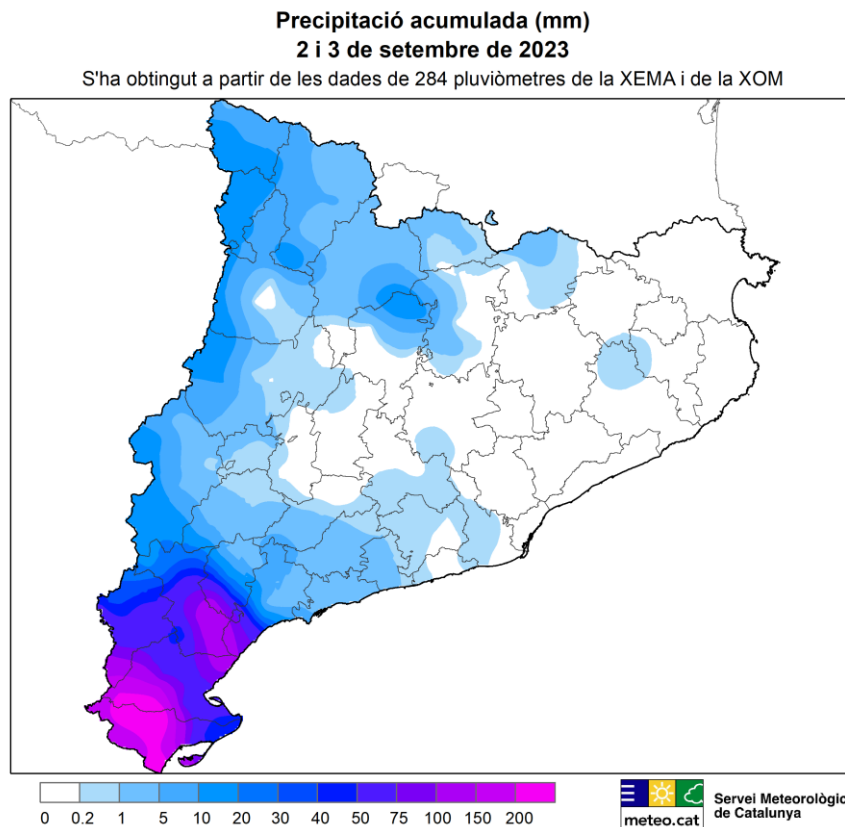 Precipitació acumulada (mm)
2 i 3 de setembre de 2023
S'ha obtingut a partir de les dades de 284 pluviòmetres de la XEMA i de la XOM
0 0.2 1 5 10 20 30 40 50 75 100 150 200
meteo.cat
Servei Meteorològic
de Catalunya